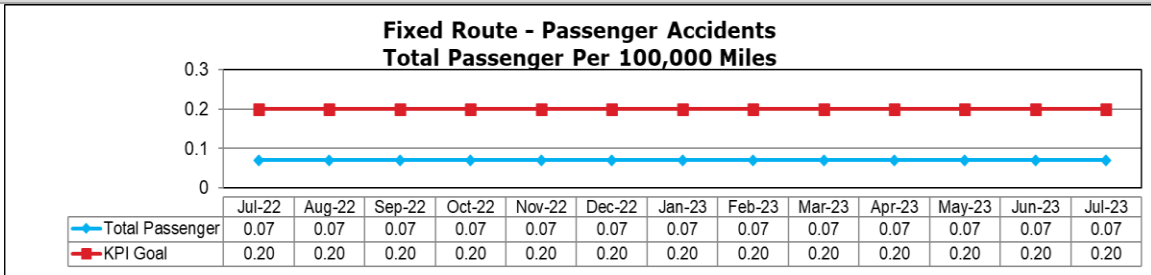 Fixed Route - Passenger Accidents
Total Passenger Per 100,000 Miles
0.3
0.2
0.1
0
Jul-22 Aug-22 Sep-22 Oct-22 Nov-22 Dec-22 Jan-23 Feb-23 Mar-23 Apr-23 May-23 Jun-23 Jul-23
Total Passenger 0.07 0.07 0.07 0.07 0.07 0.07 0.07 0.07 0.07 0.07 0.07 0.07 0.07
KPI Goal 0.20 0.20 0.20 0.20 0.20 0.20 0.20 0.20 0.20 0.20 0.20 0.20 0.20